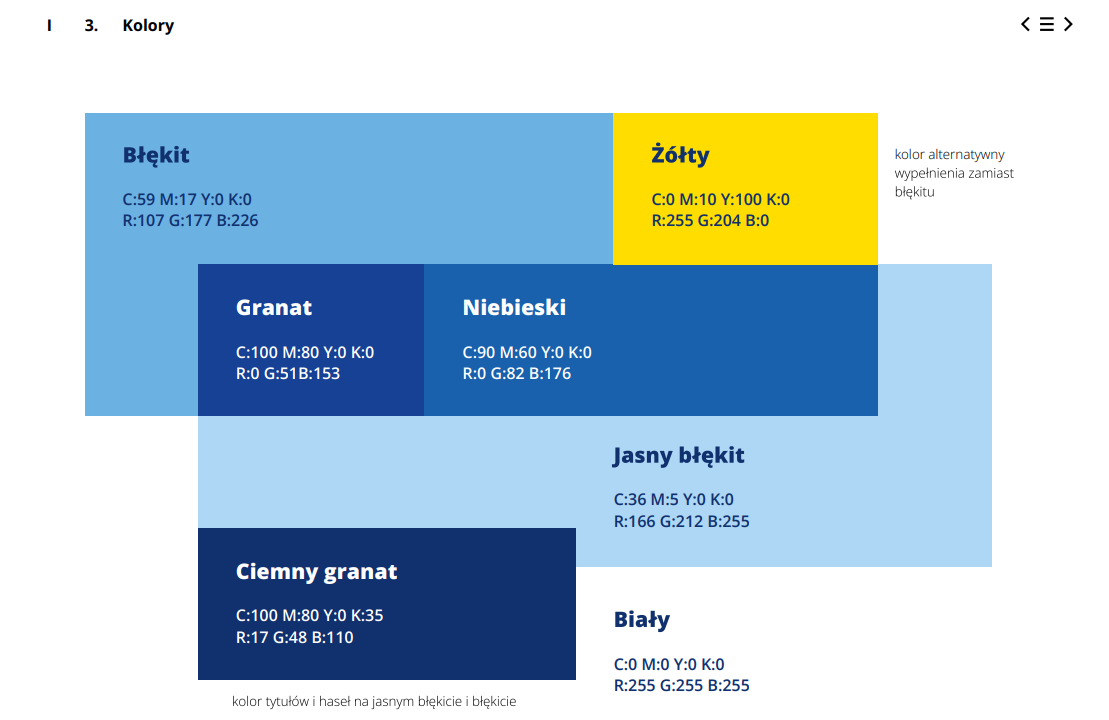 I 3. Kolory
Błękit
C:59 M:17 Y:0 K:0
R:107 G:177 B:226
Żółty
C:0 M:10 Y:100 K:0
R:255 G:204 B:0
kolor alternatywny
wypełnienia zamiast
błękitu
Granat
C:100 M:80 Y:0 K:0
R:0 G:51B:153
Niebieski
C:90 M:60 Y:0 K:0
R:0 G:82 B:176
Jasny błękit
C:36 M:5 Y:0 K:0
R:166 G:212 B:255
Ciemny granat
C:100 M:80 Y:0 K:35
R:17 G:48 B:110
kolor tytułów i haseł na jasnym błękicie i błękicie
Biały
C:0 M:0 Y:0 K:0
R:255 G:255 B:255